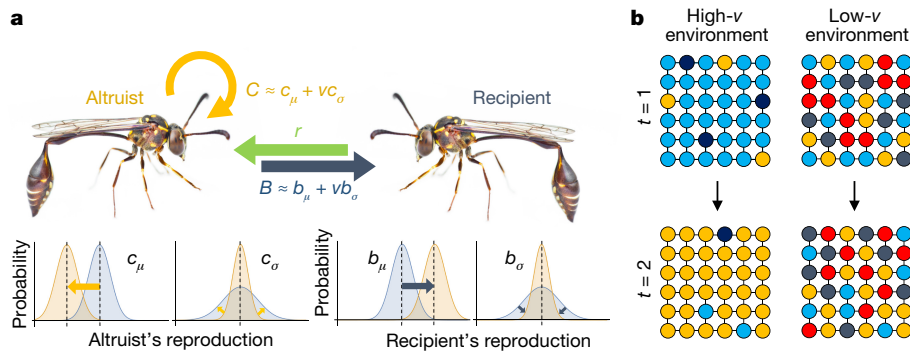 a
Altruist
C ≈ cμ + vcσ
Recipient
r
B ≈ bμ + vbσ
Probability
cμ
cσ
Altruist's reproduction
Probability
bμ
bσ
Recipient's reproduction
b
High-v
environment
Low-v
environment
t = 1
t = 2